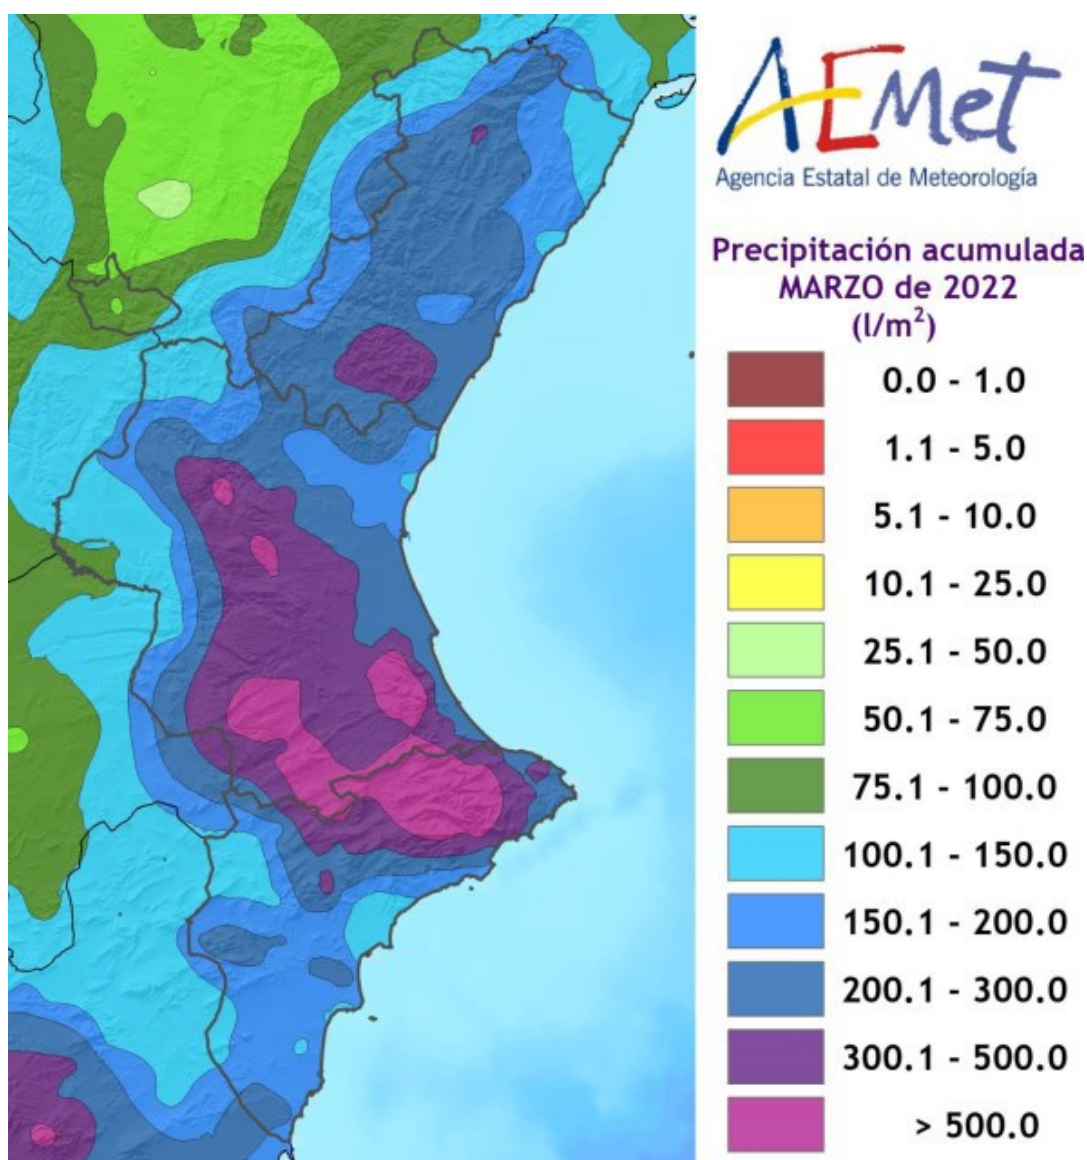 AEMet
Agencia Estatal de Meteorología
Precipitación acumulada
MARZO de 2022
(l/m²)
0.0 - 1.0
1.1 - 5.0
5.1 - 10.0
10.1 - 25.0
25.1 - 50.0
50.1 - 75.0
75.1 - 100.0
100.1 - 150.0
150.1 - 200.0
200.1 - 300.0
300.1 - 500.0
> 500.0